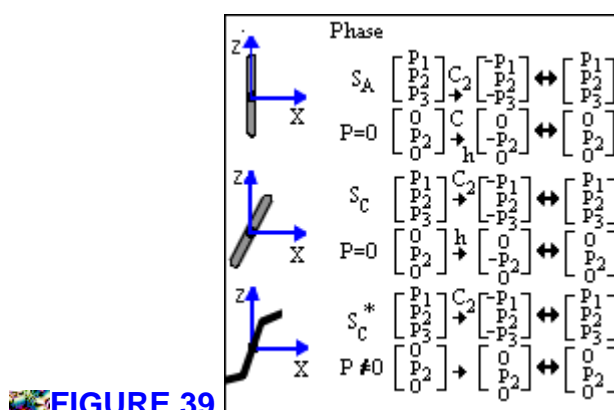 Phase
Z
X
S_A [P1 P2 P3] C2 → [-P1 P2 -P3] ↔ [P1 P2 P3]
P=0 [0 P2 0] C → h [0 -P2 0] ↔ [0 P2 0]
Z
X
S_C [P1 P2 P3] C2 → [-P1 P2 -P3] ↔ [P1 P2 P3]
P=0 [0 P2 0] h → [0 -P2 0] ↔ [0 P2 0]
Z
X
S_C* [P1 P2 P3] C2 → [-P1 P2 -P3] ↔ [P1 P2 P3]
P≠0 [0 P2 0] → [0 P2 0] ↔ [0 P2 0]
FIGURE 39